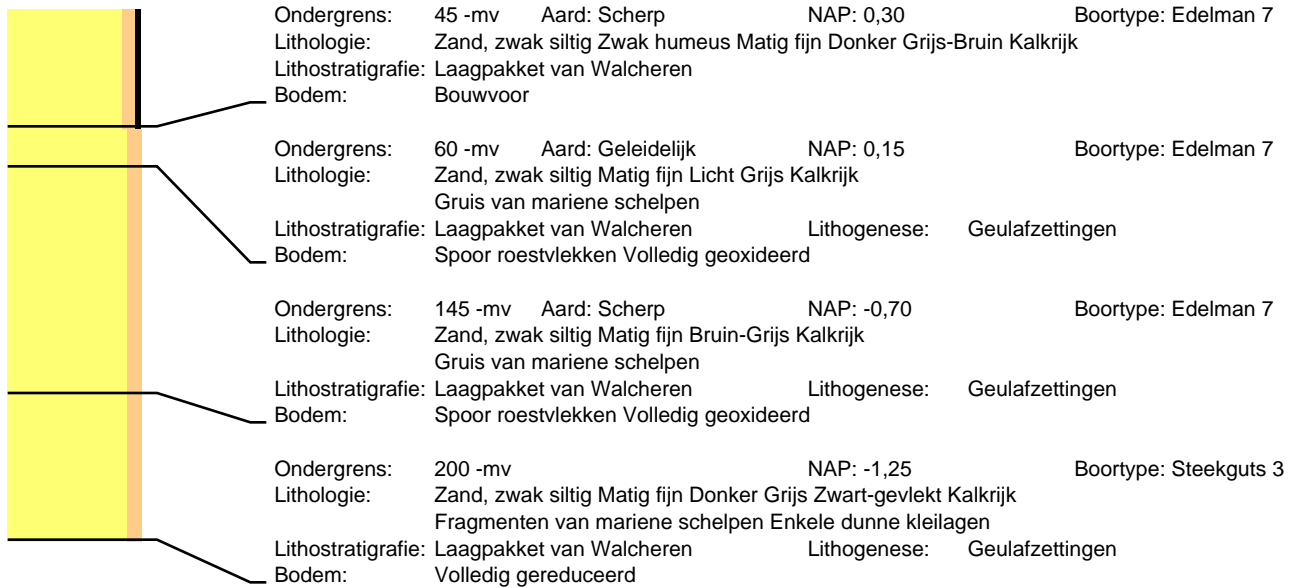 Ondergrens: 45 -mv Aard: Scherp NAP: 0,30 Boortype: Edelman 7
Lithologie: Zand, zwak siltig Zwak humeus Matig fijn Donker Grijs-Bruin Kalkrijk
Lithostratigrafie: Laagpakket van Walcheren
Bodem: Bouwvoor
Ondergrens: 60 -mv Aard: Geleidelijk NAP: 0,15 Boortype: Edelman 7
Lithologie: Zand, zwak siltig Matig fijn Licht Grijs Kalkrijk
Gruis van mariene schelpen
Lithostratigrafie: Laagpakket van Walcheren Lithogenese: Geulafzettingen
Bodem: Spoor roestvlekken Volledig geoxideerd
Ondergrens: 145 -mv Aard: Scherp NAP: -0,70 Boortype: Edelman 7
Lithologie: Zand, zwak siltig Matig fijn Bruin-Grijs Kalkrijk
Gruis van mariene schelpen
Lithostratigrafie: Laagpakket van Walcheren Lithogenese: Geulafzettingen
Bodem: Spoor roestvlekken Volledig geoxideerd
Ondergrens: 200 -mv NAP: -1,25 Boortype: Steekguts 3
Lithologie: Zand, zwak siltig Matig fijn Donker Grijs Zwart-gevlekt Kalkrijk
Fragmenten van mariene schelpen Enkele dunne kleilagen
Lithostratigrafie: Laagpakket van Walcheren Lithogenese: Geulafzettingen
Bodem: Volledig gereduceerd